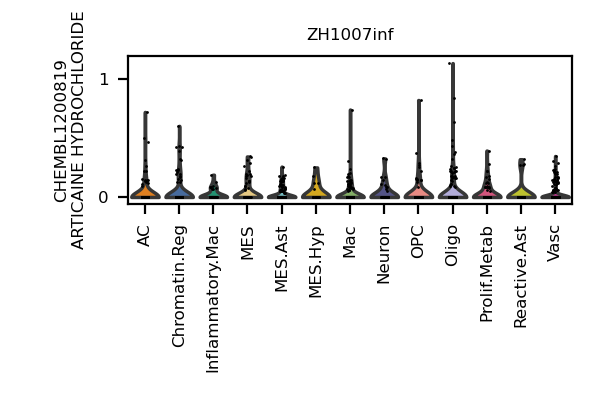 ZH1007inf
CHEMBL1200819
ARTICAINE HYDROCHLORIDE
1
0
AC
Chromatin.Reg
Inflammatory.Mac
MES
MES.Ast
MES.Hyp
Mac
Neuron
OPC
Oligo
Prolif.Metab
Reactive.Ast
Vasc